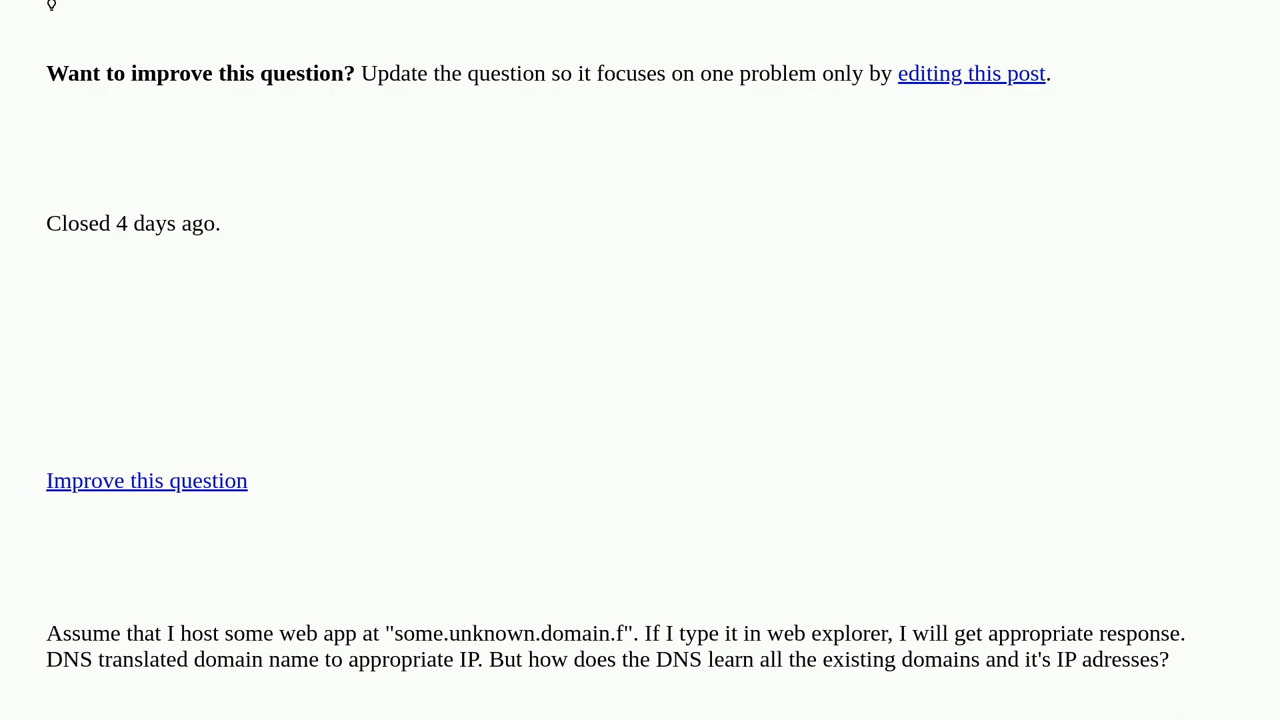 Want to improve this question? Update the question so it focuses on one problem only by editing this post.
Closed 4 days ago.
Improve this question
Assume that I host some web app at "some.unknown.domain.f". If I type it in web explorer, I will get appropriate response.
DNS translated domain name to appropriate IP. But how does the DNS learn all the existing domains and it's IP adresses?